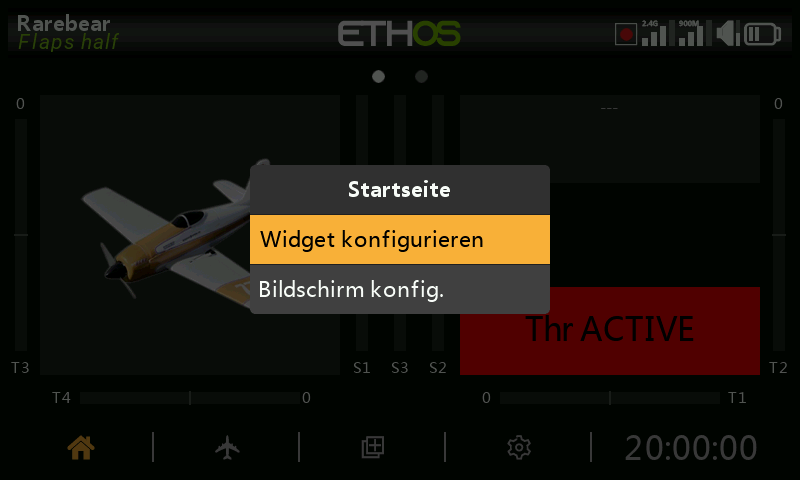 Rarebear
Flaps half
ETHOS
2.4G
900M
0
---
0
Startseite
Widget konfigurieren
Bildschirm konfig.
Thr ACTIVE
T3
S1
S3
S2
T2
T4
0
0
T1
20:00:00